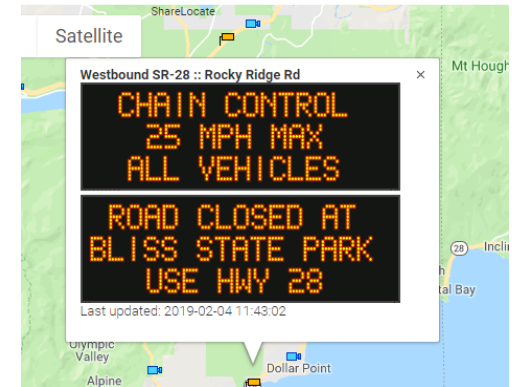 ShareLocate
Satellite
Mt Hough
Westbound SR-28 :: Rocky Ridge Rd
×
CHAIN CONTROL
25 MPH MAX
ALL VEHICLES
ROAD CLOSED AT
BLISS STATE PARK
USE HWY 28
Last updated: 2019-02-04 11:43:02
28
Incli
tal Bay
Olympic
Valley
Alpine
Dollar Point